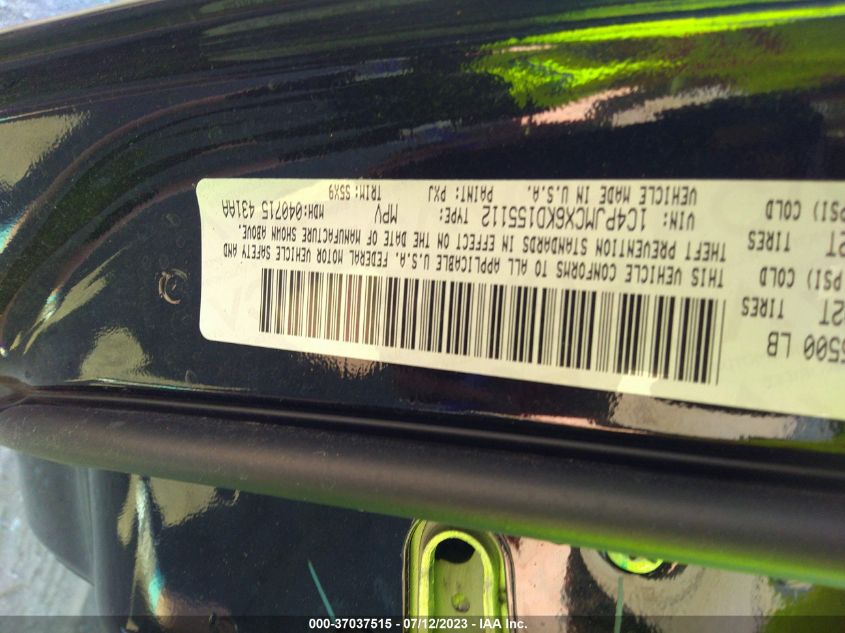 5500 LB
2T TIRES
PSI) COLD
2T TIRES
PSI) COLD
THIS VEHICLE CONFORMS TO ALL APPLICABLE U.S.A. FEDERAL MOTOR VEHICLE SAFETY AND
THEFT PREVENTION STANDARDS IN EFFECT ON THE DATE OF MANUFACTURE SHOWN ABOVE.
VIN: 1C4PJMCX6KD155112 TYPE: MPV MDH:040715 431AA
VEHICLE MADE IN U.S.A. PAINT: PXJ TRIM: S5X9
000-37037515 - 07/12/2023 - © IAA Inc.